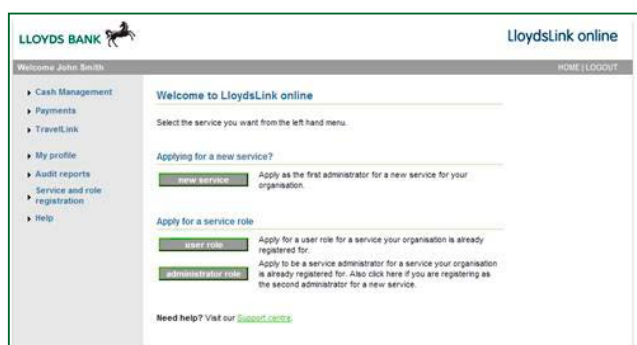 LLOYDS BANK
LloydsLink online
Welcome John Smith
HOME | LOGOUT
Cash Management
Payments
TravelLink
My profile
Audit reports
Service and role
registration
Help
Welcome to LloydsLink online
Select the service you want from the left hand menu.
Applying for a new service?
new service
Apply as the first administrator for a new service for your
organisation.
Apply for a service role
user role
Apply for a user role for a service your organisation is already
registered for.
administrator role
Apply to be a service administrator for a service your organisation
is already registered for. Also click here if you are registering as
the second administrator for a new service.
Need help? Visit our Support centre.